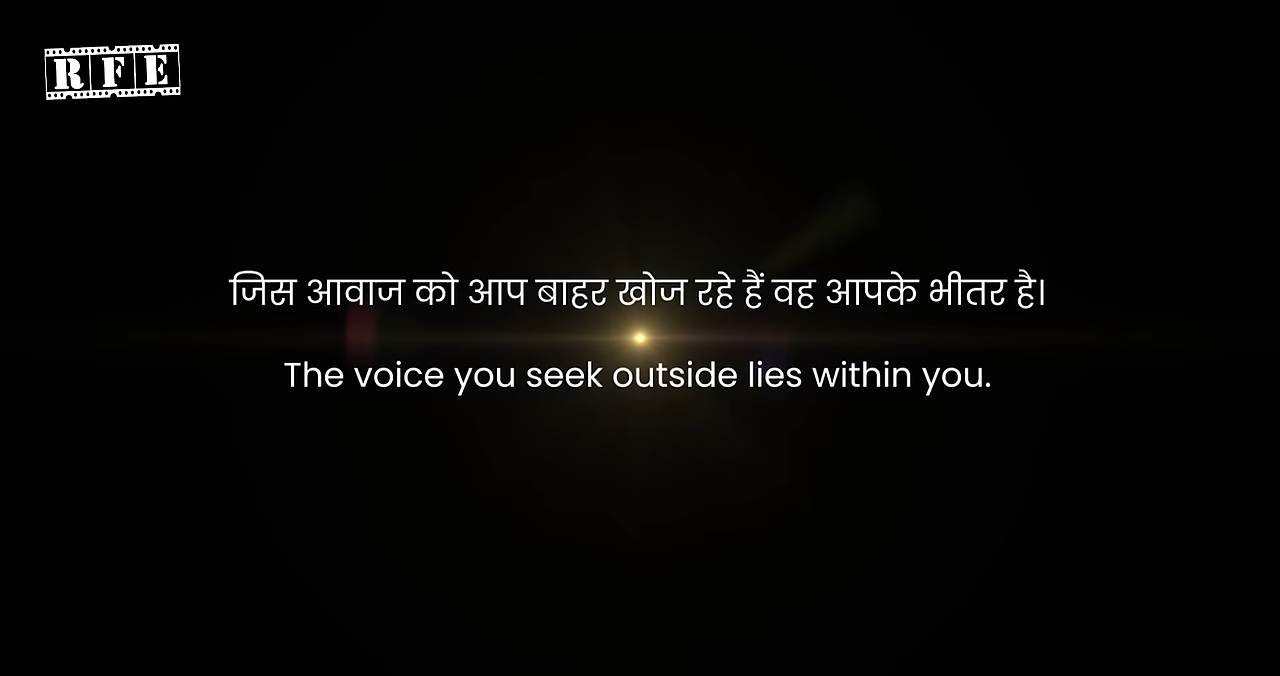 RFE
जिस आवाज को आप बाहर खोज रहे हैं वह आपके भीतर है।
The voice you seek outside lies within you.